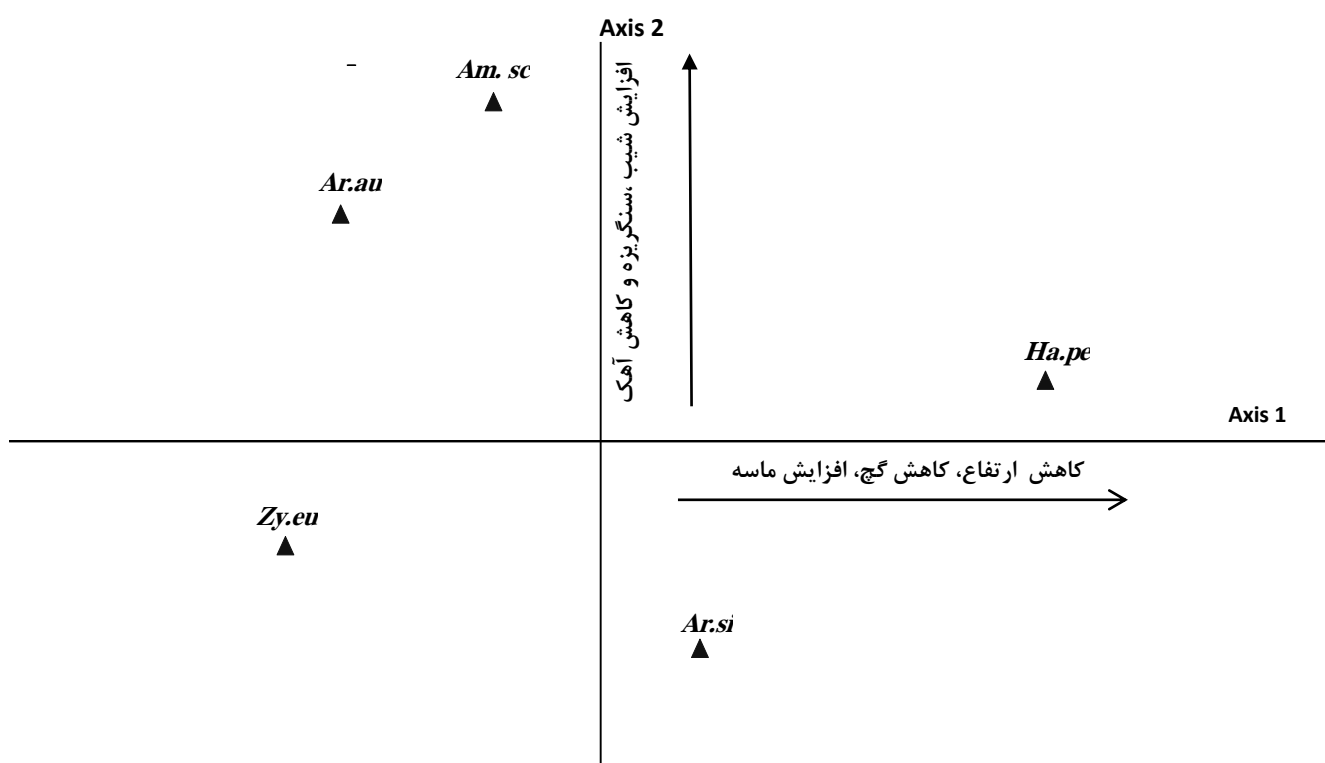 Axis 2
Am. sc
Ar.au
افزایش شیب ،سنگریزه و کاهش آهک
Ha.pe
Axis 1
کاهش ارتفاع، کاهش گچ، افزایش ماسه
Zy.eu
Ar.si